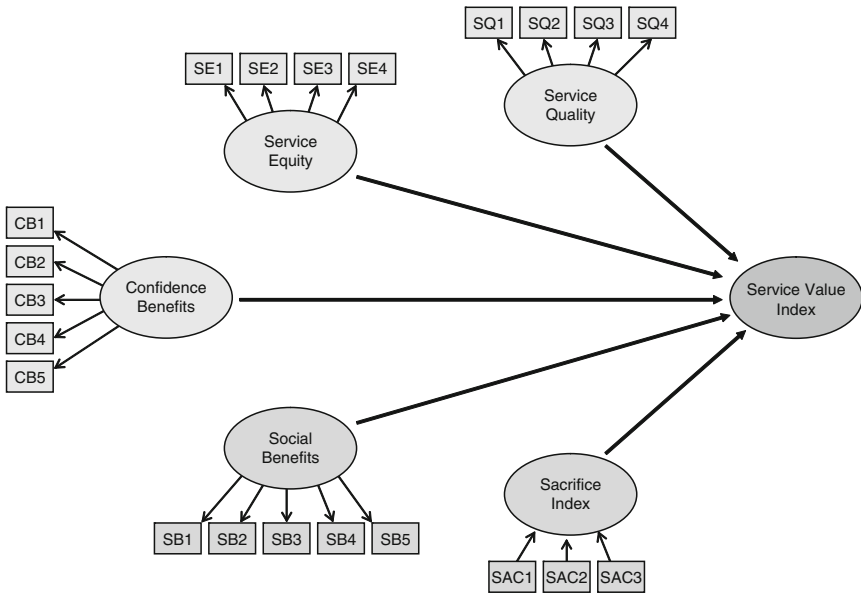 SQ1 SQ2 SQ3 SQ4
SE1 SE2 SE3 SE4
Service
Quality
Service
Equity
CB1
CB2
CB3
CB4
CB5
Confidence
Benefits
Service Value
Index
Social
Benefits
Sacrifice
Index
SB1 SB2 SB3 SB4 SB5
SAC1 SAC2 SAC3